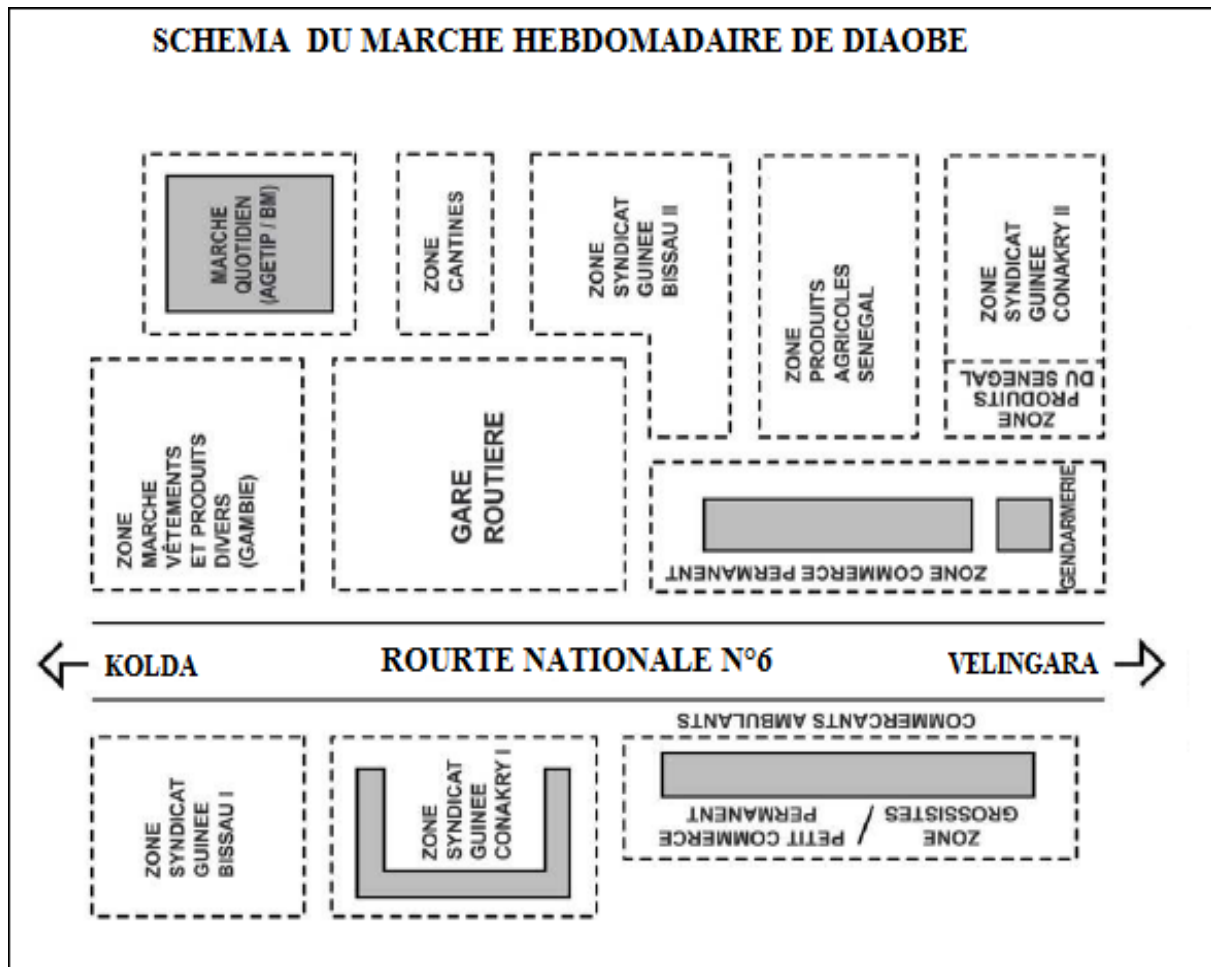 SCHEMA DU MARCHE HEBDOMADAIRE DE DIAOBE
MARCHE
QUOTIDIEN
(AGETIP / BM)
ZONE
CANTINES
ZONE
SYNDICAT
GUINEE
BISSAU II
ZONE
PRODUITS
AGRICOLES
SENEGAL
ZONE
SYNDICAT
GUINEE
CONAKRY II
ZONE
PRODUITS
DU SENEGAL
ZONE
MARCHE
VÊTEMENTS
ET PRODUITS
DIVERS
(GAMBIE)
GARE
ROUTIERE
ZONE COMMERCE PERMANENT
GENDARMERIE
KOLDA
ROURTE NATIONALE N°6
VELINGARA
ZONE
SYNDICAT
GUINEE
BISSAU I
ZONE
SYNDICAT
GUINEE
CONAKRY I
COMMERCANTS AMBULANTS
ZONE
GROSSISTES /
PETIT COMMERCE
PERMANENT